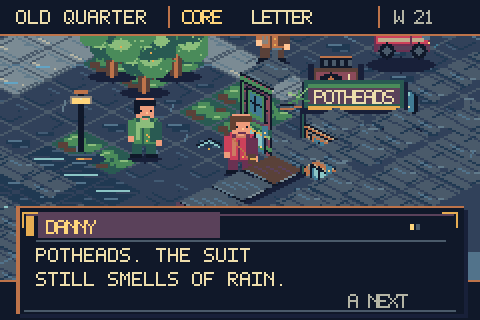 OLD QUARTER CORE LETTER W 21
POTHEADS
DANNY
POTHEADS. THE SUIT
STILL SMELLS OF RAIN.
A NEXT